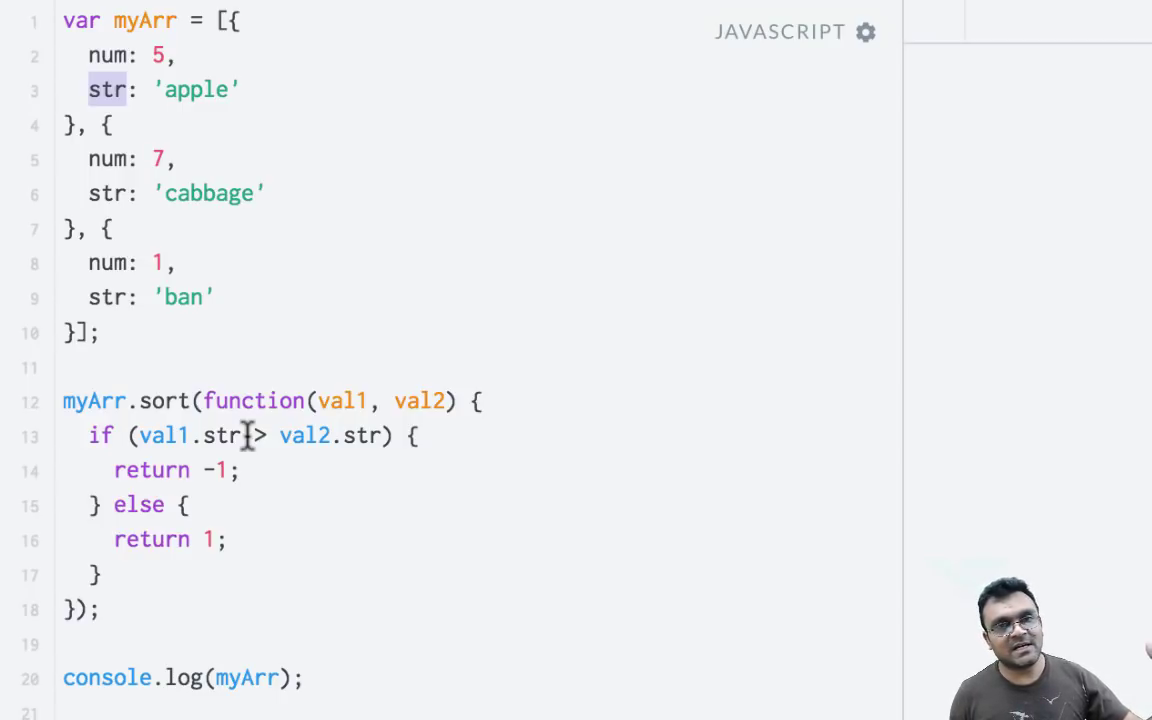 JAVASCRIPT
1 var myArr = [{
2 num: 5,
3 str: 'apple'
4 }, {
5 num: 7,
6 str: 'cabbage'
7 }, {
8 num: 1,
9 str: 'ban'
10 }];
11
12 myArr.sort(function(val1, val2) {
13 if (val1.str > val2.str) {
14 return -1;
15 } else {
16 return 1;
17 }
18 });
19
20 console.log(myArr);
21